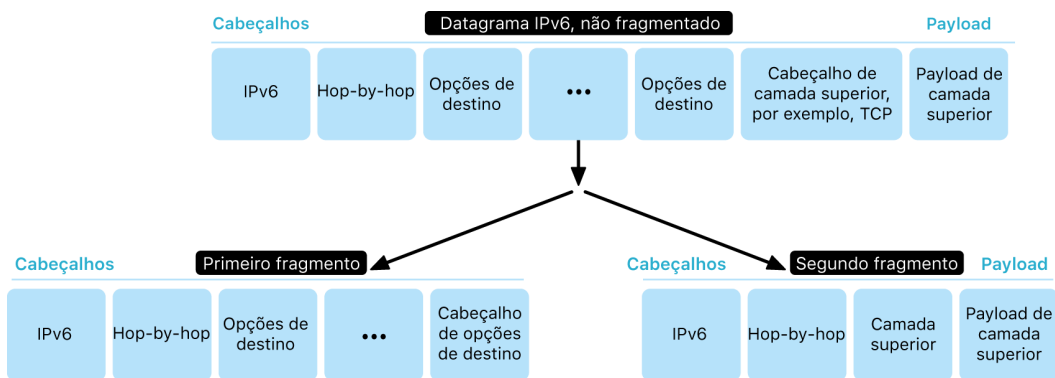 Cabeçalhos
Datagrama IPv6, não fragmentado
Payload
IPv6
Hop-by-hop
Opções de
destino
...
Opções de
destino
Cabeçalho de
camada superior,
por exemplo, TCP
Payload de
camada
superior
Cabeçalhos
Primeiro fragmento
IPv6
Hop-by-hop
Opções de
destino
...
Cabeçalho
de opções
de destino
Cabeçalhos
Segundo fragmento
Payload
IPv6
Hop-by-hop
Camada
superior
Payload de
camada
superior